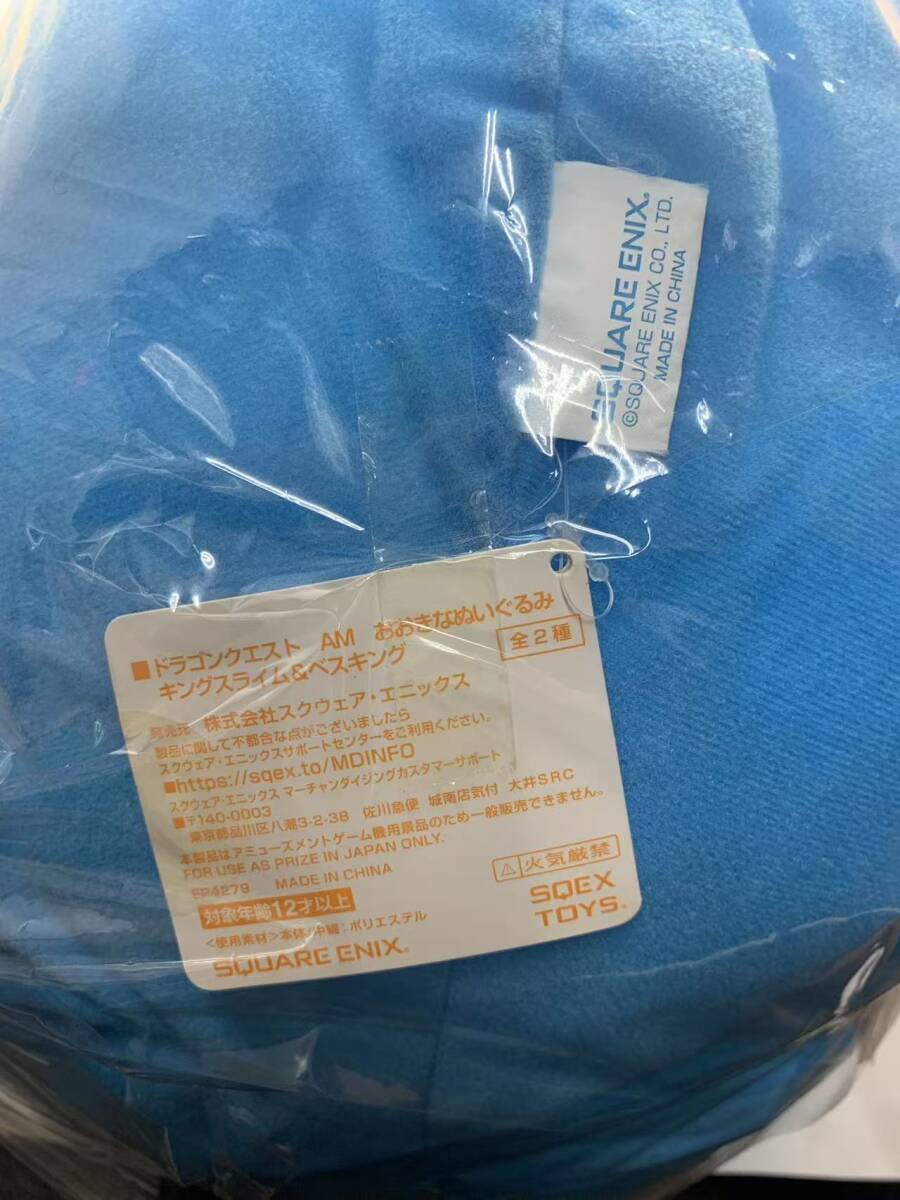 SQUARE ENIX®
©SQUARE ENIX CO., LTD.
MADE IN CHINA
■ドラゴンクエスト AM おおきなぬいぐるみ
キングスライム&ベスキング
全2種
発売元 株式会社スクウェア・エニックス
製品に関して不都合な点がございましたら
スクウェア・エニックスサポートセンターをご利用ください。
■https://sqex.to/MDINFO
スクウェア・エニックス マーチャンダイジングカスタマーサポート
■〒140-0003
東京都品川区八潮3-2-38 佐川急便 城南店気付 大井SRC
本製品はアミューズメントゲーム機用景品のため一般販売できません。
FOR USE AS PRIZE IN JAPAN ONLY.
EP4279 MADE IN CHINA
⚠火気厳禁
対象年齢12才以上
<使用素材>本体/中綿:ポリエステル
SQUARE ENIX®
SQEX
TOYS®